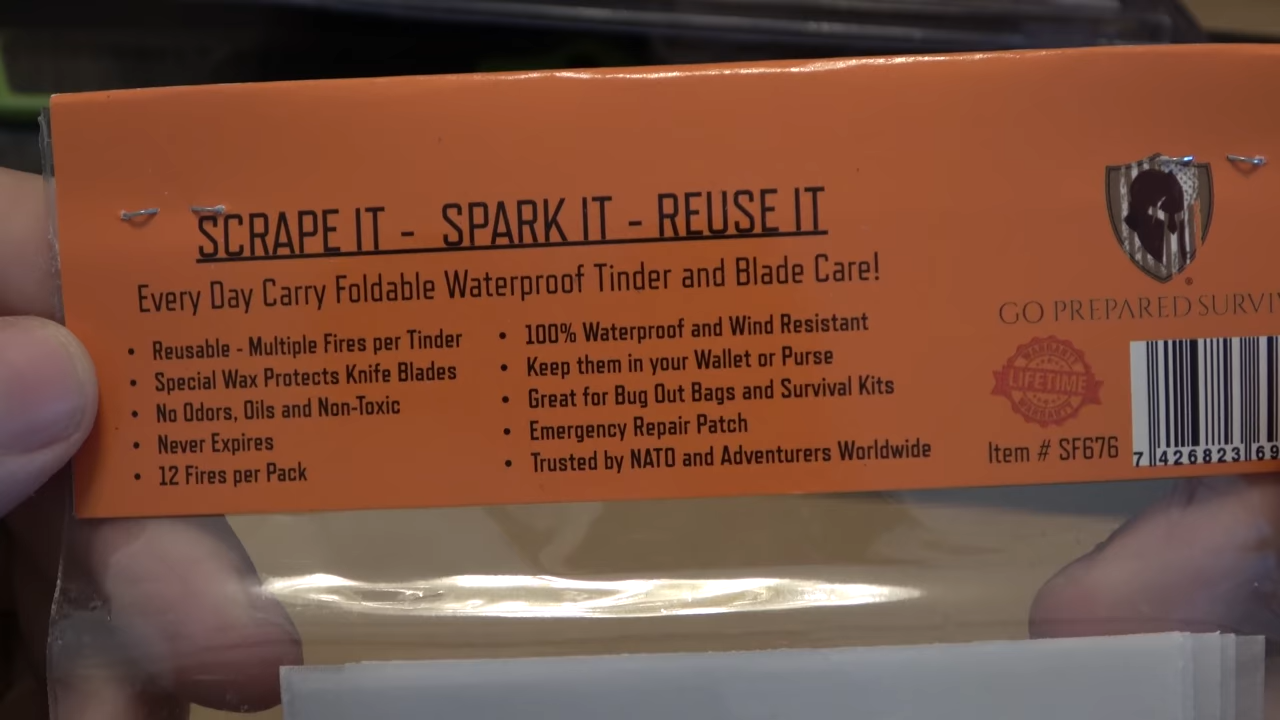 SCRAPE IT - SPARK IT - REUSE IT
Every Day Carry Foldable Waterproof Tinder and Blade Care!
• Reusable - Multiple Fires per Tinder
• Special Wax Protects Knife Blades
• No Odors, Oils and Non-Toxic
• Never Expires
• 12 Fires per Pack
• 100% Waterproof and Wind Resistant
• Keep them in your Wallet or Purse
• Great for Bug Out Bags and Survival Kits
• Emergency Repair Patch
• Trusted by NATO and Adventurers Worldwide
®
GO PREPARED SURVIV
WARRANTY
LIFETIME
WARRANTY
Item # SF676
7 426823 69